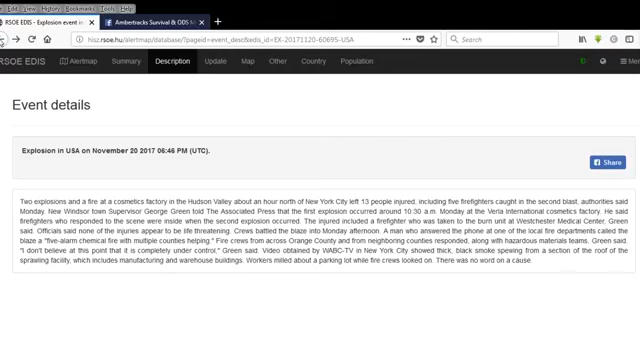 Edit View History Bookmarks Tools Help
RSOE EDIS - Explosion event in
Ambertracks Survival & ODS M
hisz.rsoe.hu/alertmap/database/?pageid=event_desc&edis_id=EX-20171120-60695-USA
RSOE EDIS Alertmap Summary Description Update Map Other Country Population Men
Event details
Explosion in USA on November 20 2017 06:46 PM (UTC).
Share
Two explosions and a fire at a cosmetics factory in the Hudson Valley about an hour north of New York City left 13 people injured, including five firefighters caught in the second blast, authorities said
Monday. New Windsor town Supervisor George Green told The Associated Press that the first explosion occurred around 10:30 a.m. Monday at the Verla International cosmetics factory. He said
firefighters who responded to the scene were inside when the second explosion occurred. The injured included a firefighter who was taken to the burn unit at Westchester Medical Center, Green
said. Officials said none of the injuries appear to be life threatening. Crews battled the blaze into Monday afternoon. A man who answered the phone at one of the local fire departments called the
blaze a "five-alarm chemical fire with multiple counties helping." Fire crews from across Orange County and from neighboring counties responded, along with hazardous materials teams, Green said.
"I don't believe at this point that it is completely under control," Green said. Video obtained by WABC-TV in New York City showed thick, black smoke spewing from a section of the roof of the
sprawling facility, which includes manufacturing and warehouse buildings. Workers milled about a parking lot while fire crews looked on. There was no word on a cause.